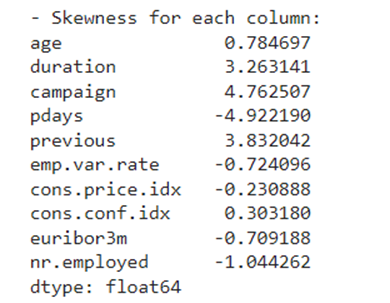 - Skewness for each column:
age 0.784697
duration 3.263141
campaign 4.762507
pdays -4.922190
previous 3.832042
emp.var.rate -0.724096
cons.price.idx -0.230888
cons.conf.idx 0.303180
euribor3m -0.709188
nr.employed -1.044262
dtype: float64